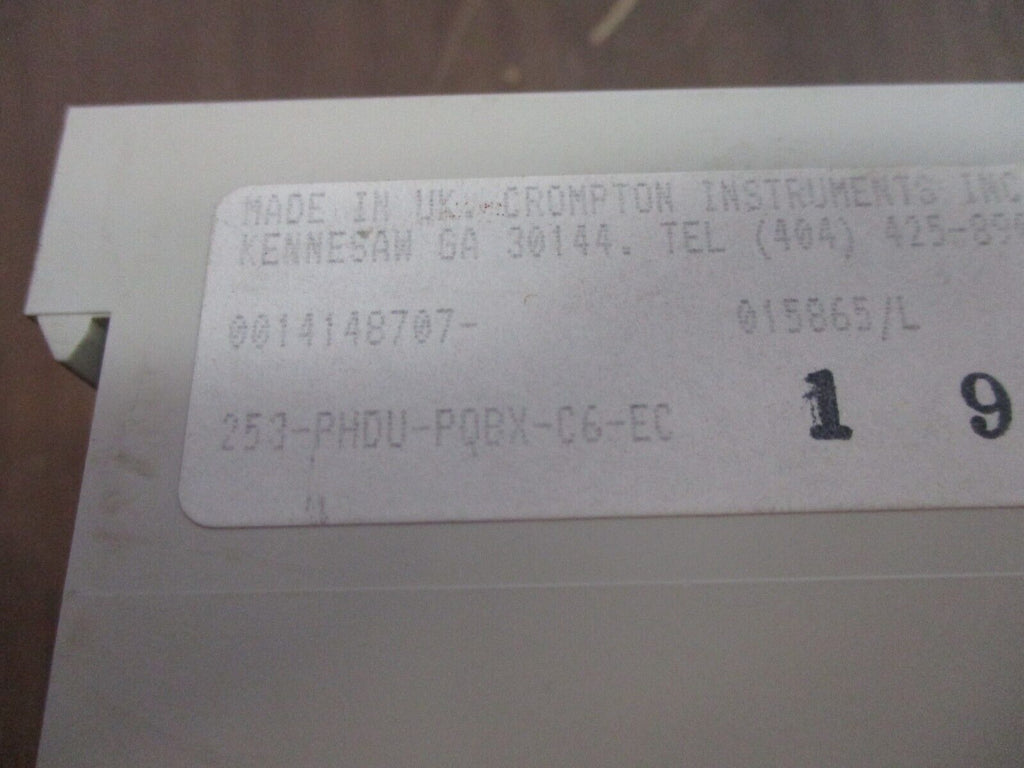 MADE IN UK. CROMPTON INSTRUMENTS INC
KENNESAW GA 30144. TEL (404) 425-89
0014148707- 015865/L
253-PHDU-PQBX-C6-EC 1 9